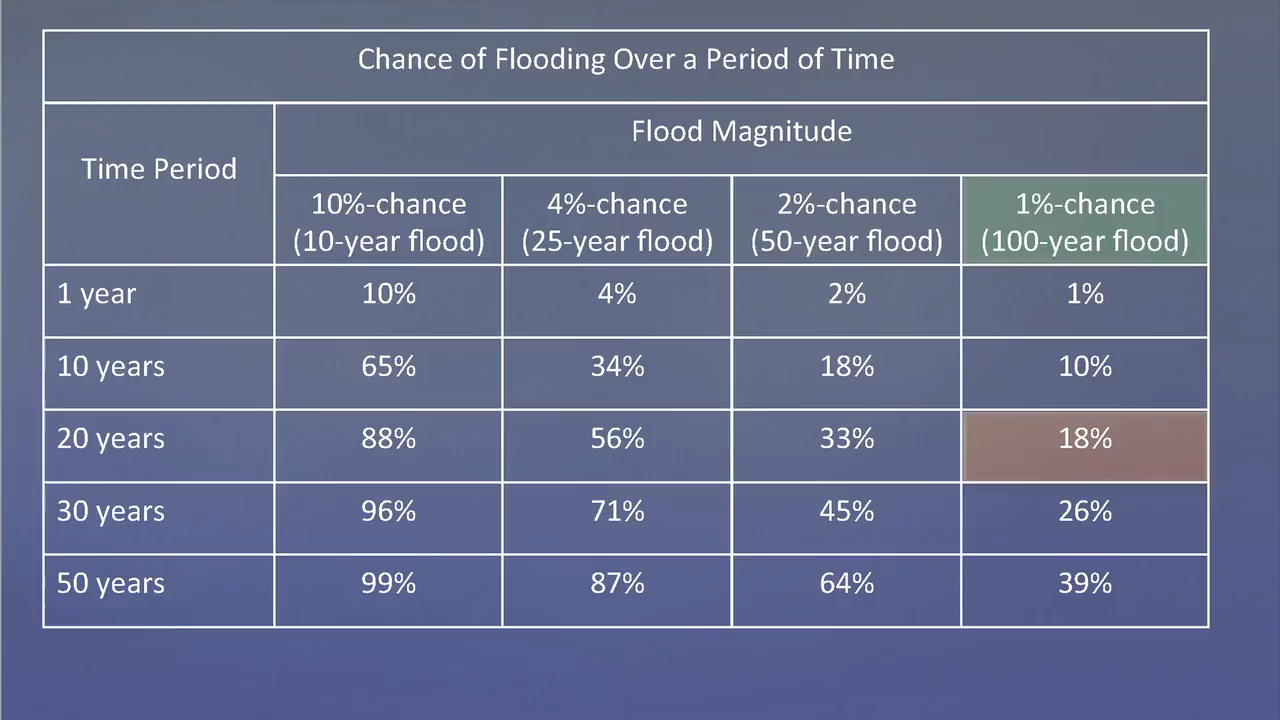 Chance of Flooding Over a Period of Time
Time Period
Flood Magnitude
10%-chance 4%-chance 2%-chance 1%-chance
(10-year flood) (25-year flood) (50-year flood) (100-year flood)
1 year 10% 4% 2% 1%
10 years 65% 34% 18% 10%
20 years 88% 56% 33% 18%
30 years 96% 71% 45% 26%
50 years 99% 87% 64% 39%